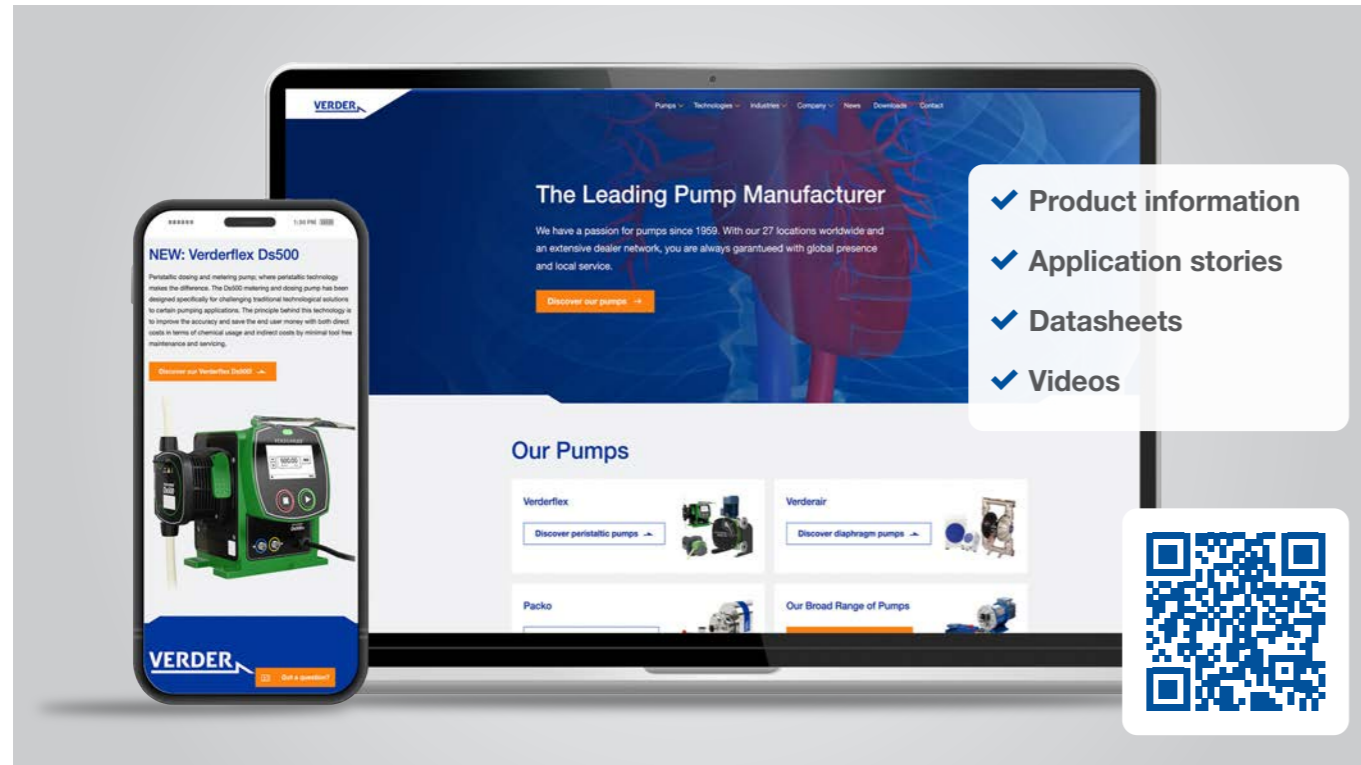 VERDER
Pumps Technologies Industries Company News Downloads Contact
The Leading Pump Manufacturer
We have a passion for pumps since 1959. With our 27 locations worldwide and
an extensive dealer network, you are always garantueed with global presence
and local service.
Discover our pumps
Product information
Application stories
Datasheets
Videos
1:30 PM
NEW: Verderflex Ds500
Peristaltic dosing and metering pump, where peristaltic technology
makes the difference. The Ds500 metering and dosing pump has been
designed specifically for challenging traditional technological solutions
to certain pumping applications. The principle behind this technology is
to improve the accuracy and save the end user money with both direct
costs in terms of chemical usage and indirect costs by minimal tool free
maintenance and servicing.
Discover our Verderflex Ds500!
VERDER
Got a question?
Our Pumps
Verderflex
Discover peristaltic pumps
Verderair
Discover diaphragm pumps
Packo
Our Broad Range of Pumps